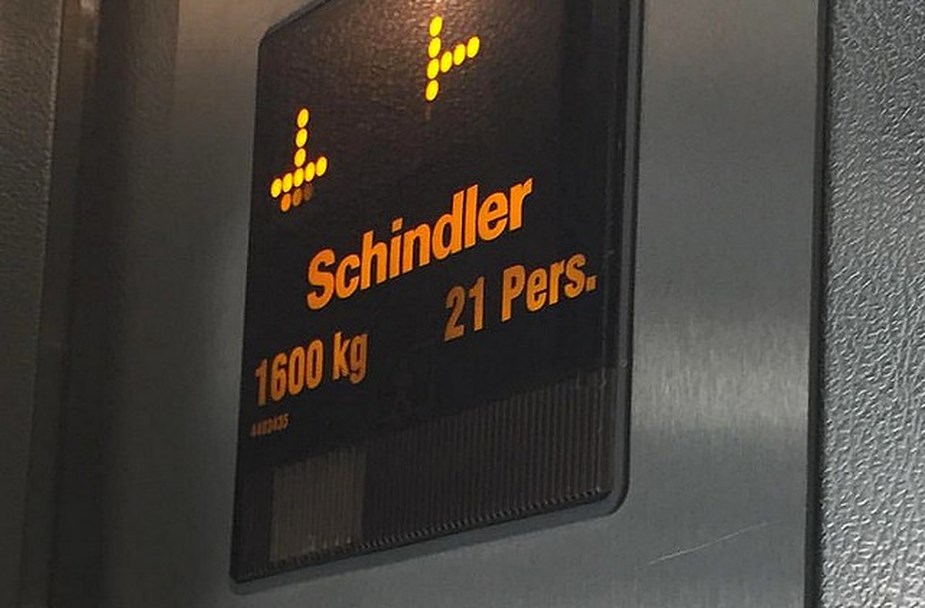 Schindler
21 Pers.
1600 kg